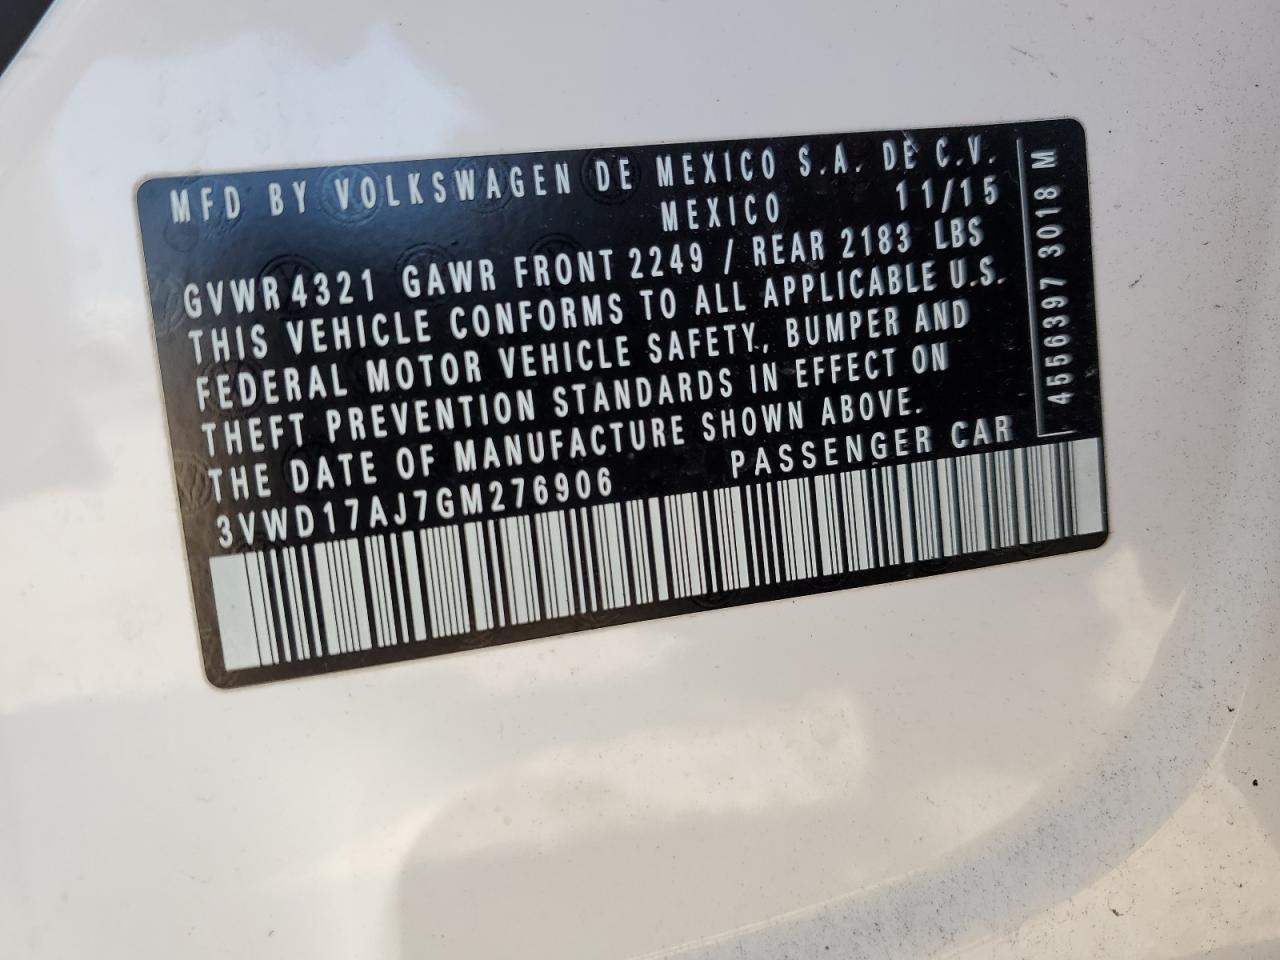 MFD BY VOLKSWAGEN DE MEXICO S.A. DE C.V.
MEXICO 11/15
GVWR 4321 GAWR FRONT 2249 / REAR 2183 LBS
THIS VEHICLE CONFORMS TO ALL APPLICABLE U.S.
FEDERAL MOTOR VEHICLE SAFETY, BUMPER AND
THEFT PREVENTION STANDARDS IN EFFECT ON
THE DATE OF MANUFACTURE SHOWN ABOVE.
3VWD17AJ7GM276906 PASSENGER CAR
4556397 3018 M